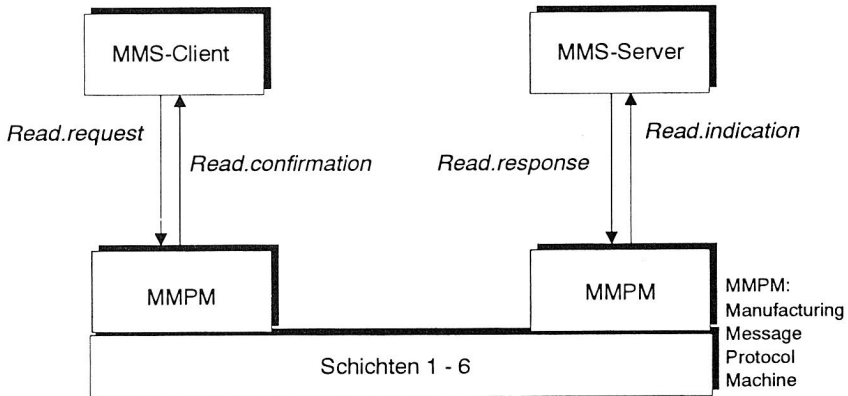 MMS-Client
MMS-Server
Read.request
Read.confirmation
Read.response
Read.indication
MMPM
MMPM
MMPM:
Manufacturing
Message
Protocol
Machine
Schichten 1 - 6